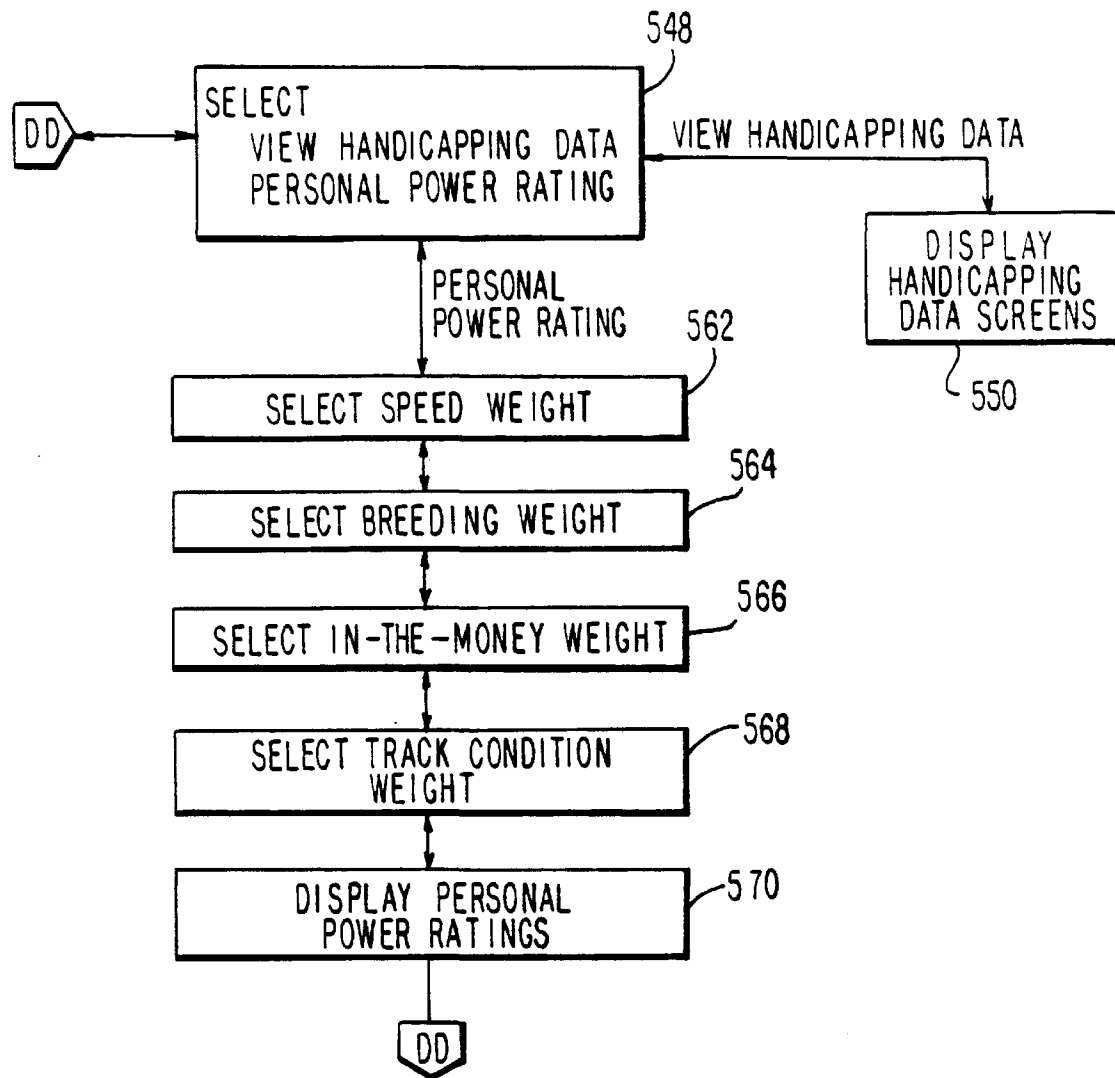 548
DD
SELECT
VIEW HANDICAPPING DATA
PERSONAL POWER RATING
VIEW HANDICAPPING DATA
DISPLAY
HANDICAPPING
DATA SCREENS
550
PERSONAL
POWER RATING
562
SELECT SPEED WEIGHT
564
SELECT BREEDING WEIGHT
566
SELECT IN-THE-MONEY WEIGHT
568
SELECT TRACK CONDITION
WEIGHT
570
DISPLAY PERSONAL
POWER RATINGS
DD